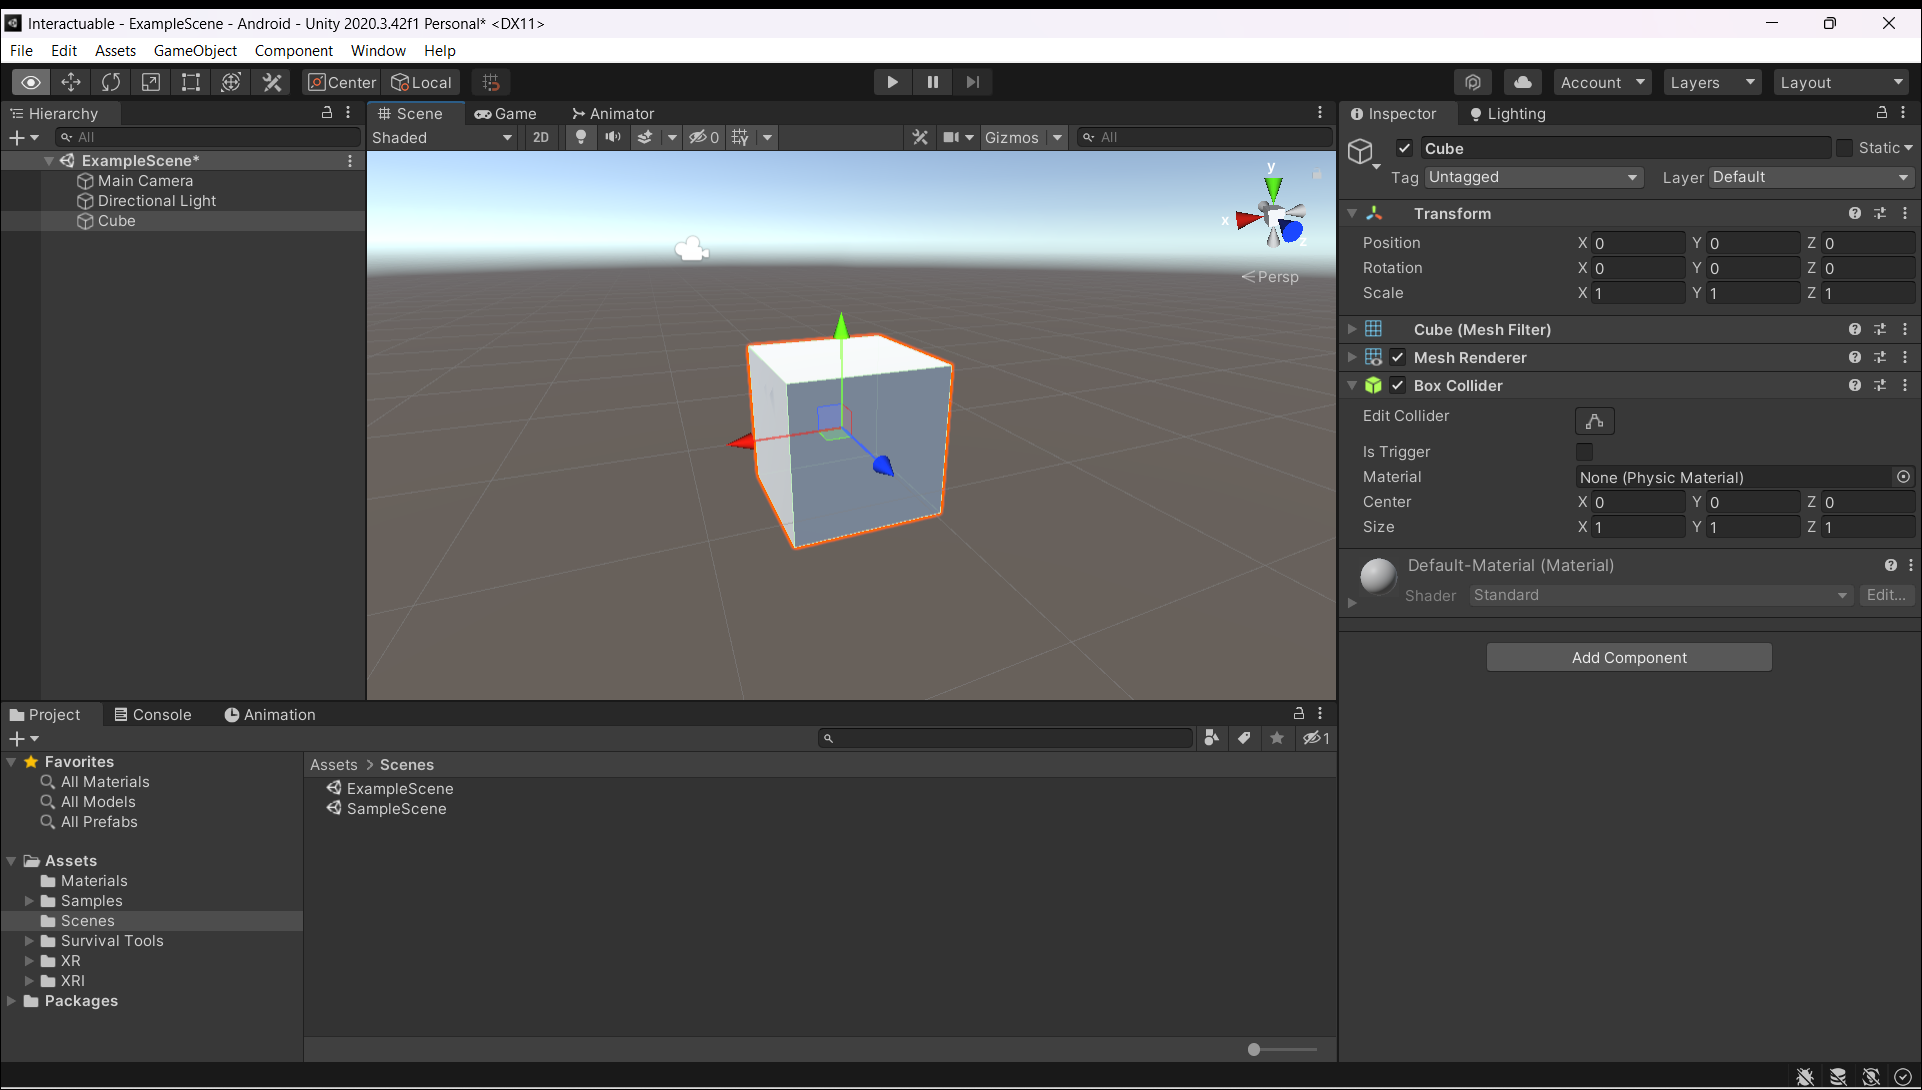 Interactuable - ExampleScene - Android - Unity 2020.3.42f1 Personal* <DX11>
File Edit Assets GameObject Component Window Help
Center Local Account Layers Layout
Hierarchy
All
ExampleScene*
Main Camera
Directional Light
Cube
Scene Game Animator
Shaded 2D 0 Gizmos All
y
x
z
Persp
Inspector Lighting
Cube Static
Tag Untagged Layer Default
Transform
Position X 0 Y 0 Z 0
Rotation X 0 Y 0 Z 0
Scale X 1 Y 1 Z 1
Cube (Mesh Filter)
Mesh Renderer
Box Collider
Edit Collider
Is Trigger
Material None (Physic Material)
Center X 0 Y 0 Z 0
Size X 1 Y 1 Z 1
Default-Material (Material)
Shader Standard Edit...
Add Component
Project Console Animation
1
Favorites
All Materials
All Models
All Prefabs
Assets
Materials
Samples
Scenes
Survival Tools
XR
XRI
Packages
Assets > Scenes
ExampleScene
SampleScene